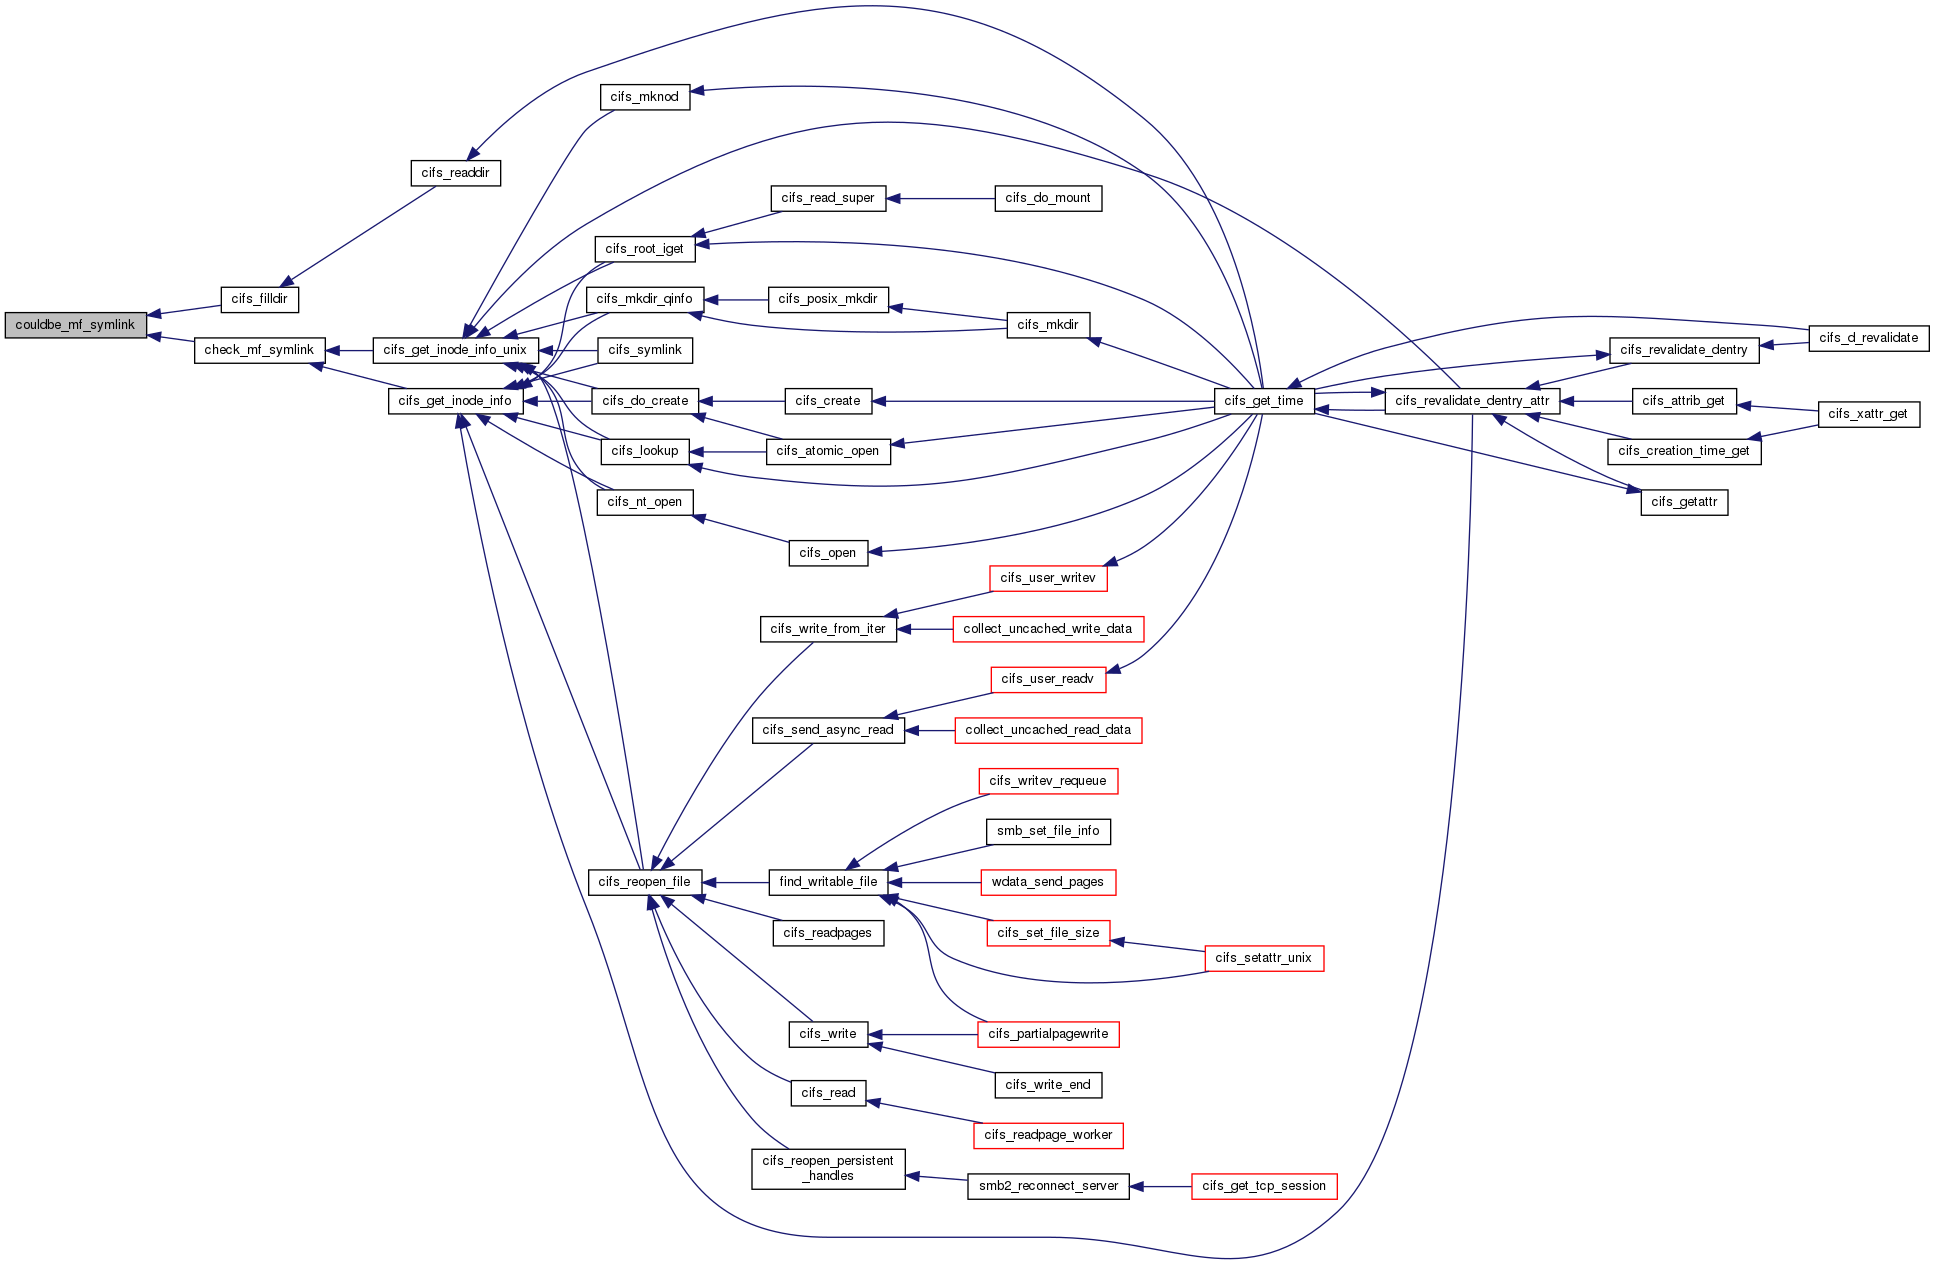 cifs_mknod
cifs_readdir
cifs_read_super
cifs_do_mount
cifs_root_iget
cifs_filldir
cifs_mkdir_qinfo
cifs_posix_mkdir
couldbe_mf_symlink
cifs_mkdir
cifs_d_revalidate
check_mf_symlink
cifs_get_inode_info_unix
cifs_symlink
cifs_revalidate_dentry
cifs_get_inode_info
cifs_do_create
cifs_create
cifs_get_time
cifs_revalidate_dentry_attr
cifs_attrib_get
cifs_xattr_get
cifs_lookup
cifs_atomic_open
cifs_creation_time_get
cifs_nt_open
cifs_getattr
cifs_open
cifs_user_writev
cifs_write_from_iter
collect_uncached_write_data
cifs_user_readv
cifs_send_async_read
collect_uncached_read_data
cifs_writev_requeue
smb_set_file_info
cifs_reopen_file
find_writable_file
wdata_send_pages
cifs_readpages
cifs_set_file_size
cifs_setattr_unix
cifs_write
cifs_partialpagewrite
cifs_write_end
cifs_read
cifs_readpage_worker
cifs_reopen_persistent
_handles
smb2_reconnect_server
cifs_get_tcp_session